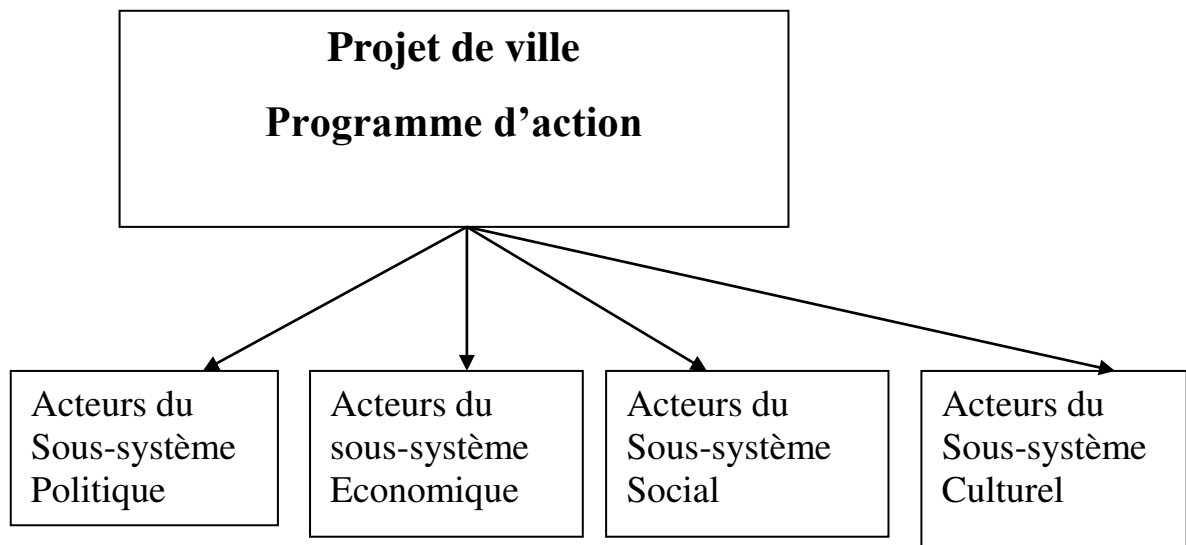 Projet de ville
Programme d’action
Acteurs du
Sous-système
Politique
Acteurs du
sous-système
Economique
Acteurs du
Sous-système
Social
Acteurs du
Sous-système
Culturel